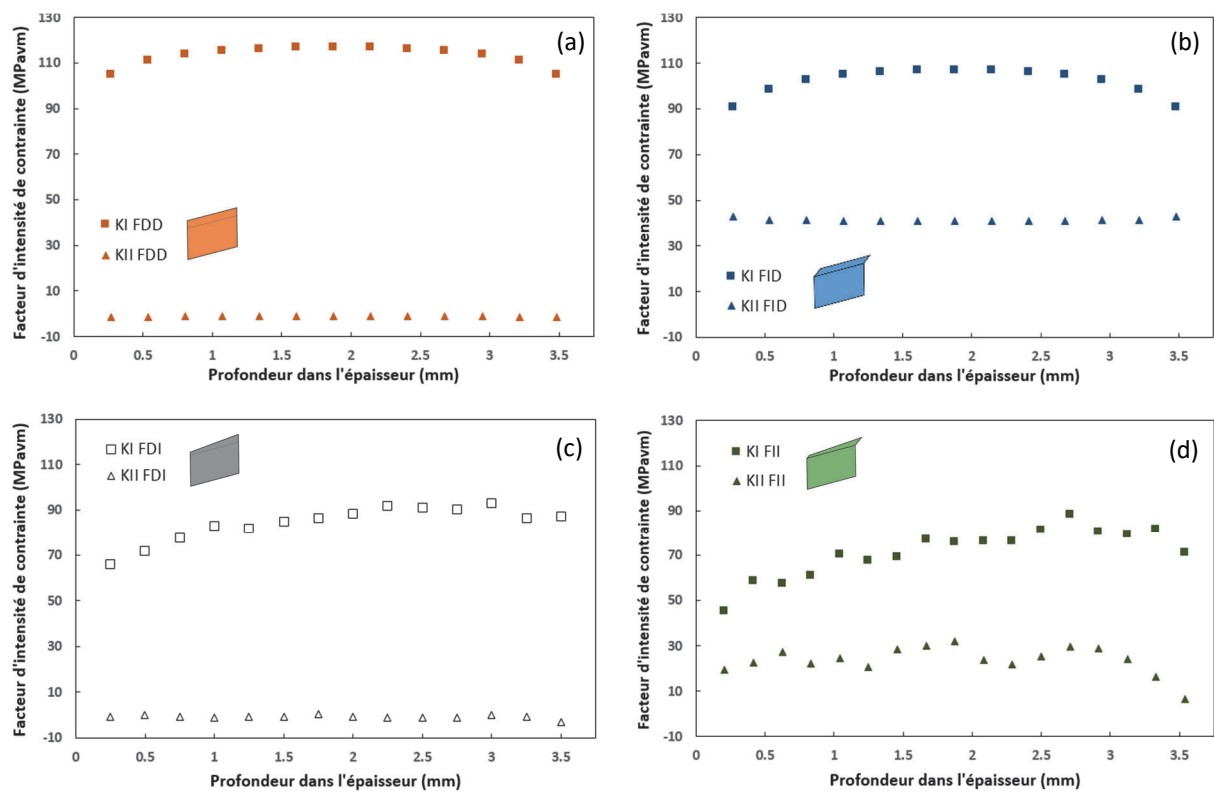 (a)
Facteur d'intensité de contrainte (MPavm)
130
110
90
70
50
30
10
-10
KI FDD
KII FDD
0 0.5 1 1.5 2 2.5 3 3.5
Profondeur dans l'épaisseur (mm)
(b)
Facteur d'intensité de contrainte (MPavm)
130
110
90
70
50
30
10
-10
KI FID
KII FID
0 0.5 1 1.5 2 2.5 3 3.5
Profondeur dans l'épaisseur (mm)
(c)
Facteur d'intensité de contrainte (MPavm)
130
110
90
70
50
30
10
-10
KI FDI
KII FDI
0 0.5 1 1.5 2 2.5 3 3.5
Profondeur dans l'épaisseur (mm)
(d)
Facteur d'intensité de contrainte (MPavm)
130
110
90
70
50
30
10
-10
KI FII
KII FII
0 0.5 1 1.5 2 2.5 3 3.5
Profondeur dans l'épaisseur (mm)